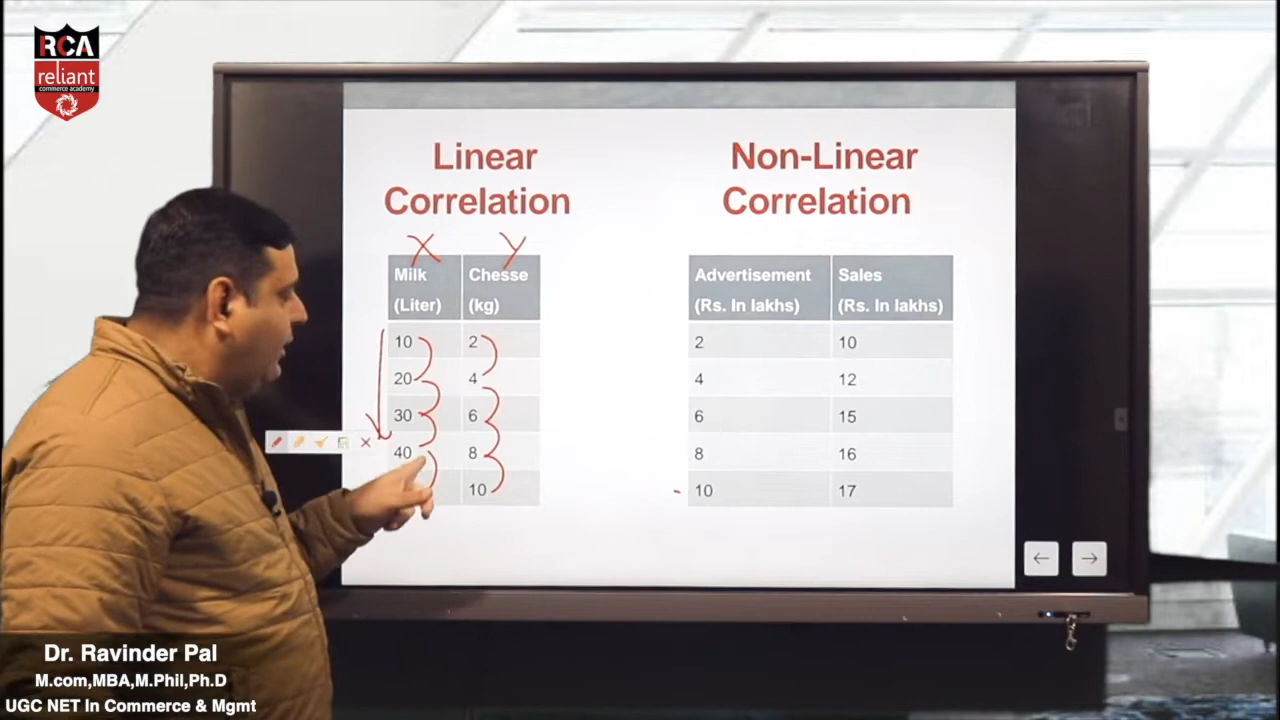 RCA
reliant
commerce academy
Linear
Correlation
X Y
Milk
(Liter)
Chesse
(kg)
10 2
20 4
30 6
40 8
10
Non-Linear
Correlation
Advertisement
(Rs. In lakhs)
Sales
(Rs. In lakhs)
2 10
4 12
6 15
8 16
10 17
Dr. Ravinder Pal
M.com,MBA,M.Phil,Ph.D
UGC NET In Commerce & Mgmt